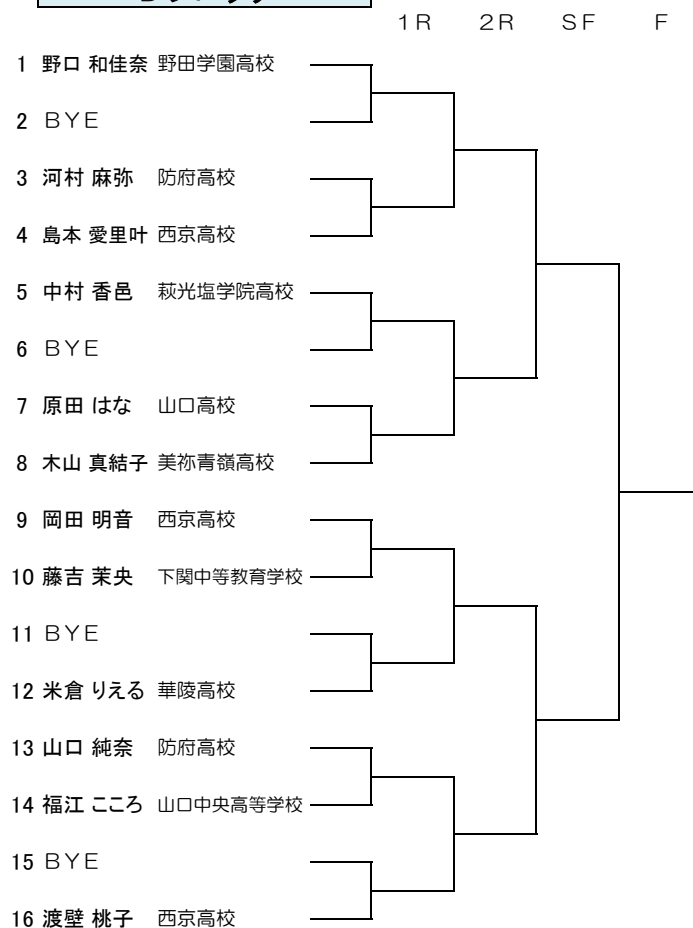 1R 2R SF F
1 野口 和佳奈 野田学園高校
2 BYE
3 河村 麻弥 防府高校
4 島本 愛里叶 西京高校
5 中村 香邑 萩光塩学院高校
6 BYE
7 原田 はな 山口高校
8 木山 真結子 美祢青嶺高校
9 岡田 明音 西京高校
10 藤吉 茉央 下関中等教育学校
11 BYE
12 米倉 りえる 華陵高校
13 山口 純奈 防府高校
14 福江 こころ 山口中央高等学校
15 BYE
16 渡壁 桃子 西京高校